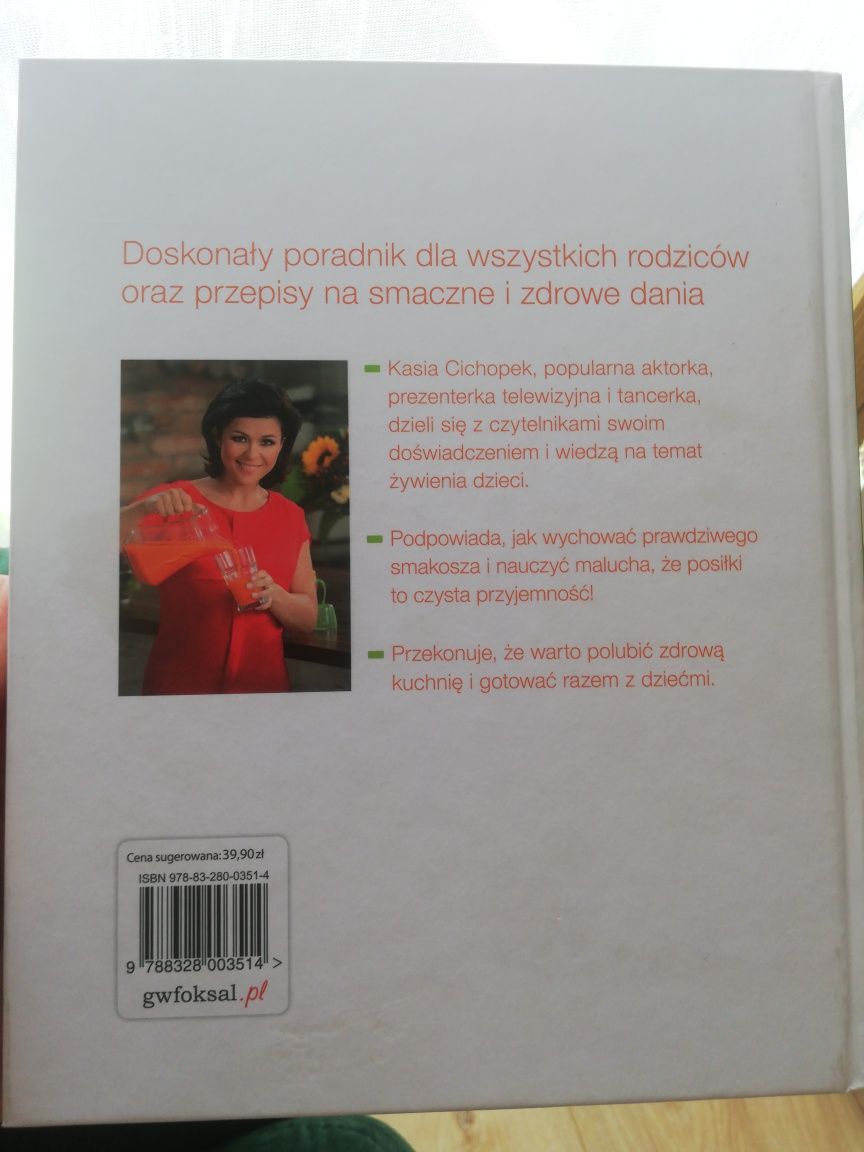 Doskonały poradnik dla wszystkich rodziców
oraz przepisy na smaczne i zdrowe dania
Kasia Cichopek, popularna aktorka,
prezenterka telewizyjna i tancerka,
dzieli się z czytelnikami swoim
doświadczeniem i wiedzą na temat
żywienia dzieci.
Podpowiada, jak wychować prawdziwego
smakosza i nauczyć malucha, że posiłki
to czysta przyjemność!
Przekonuje, że warto polubić zdrową
kuchnię i gotować razem z dziećmi.
Cena sugerowana: 39,90 zł
ISBN 978-83-280-0351-4
9 788328 003514 >
gwfoksal.pl